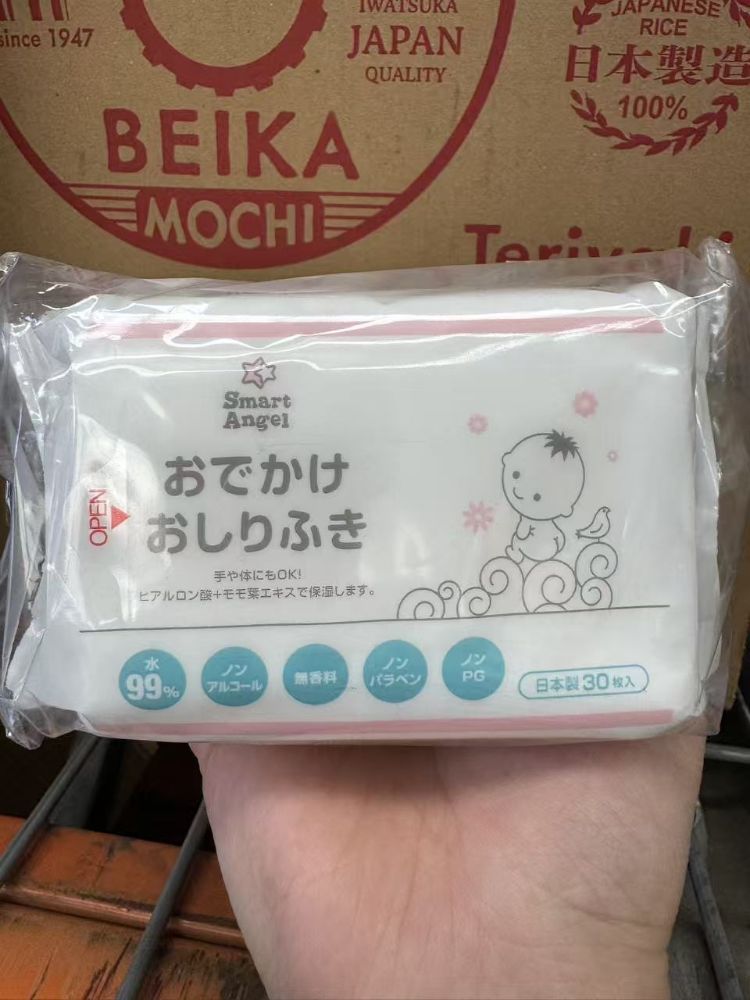 since 1947
IWATSUKA
JAPAN
QUALITY
JAPANESE
RICE
日本製造
100%
BEIKA
MOCHI
Smart
Angel
おでかけ
おしりふき
OPEN
手や体にもOK!
ヒアルロン酸+モモ葉エキスで保湿します。
水
99%
ノン
アルコール
無香料
ノン
パラベン
ノン
PG
日本製30枚入